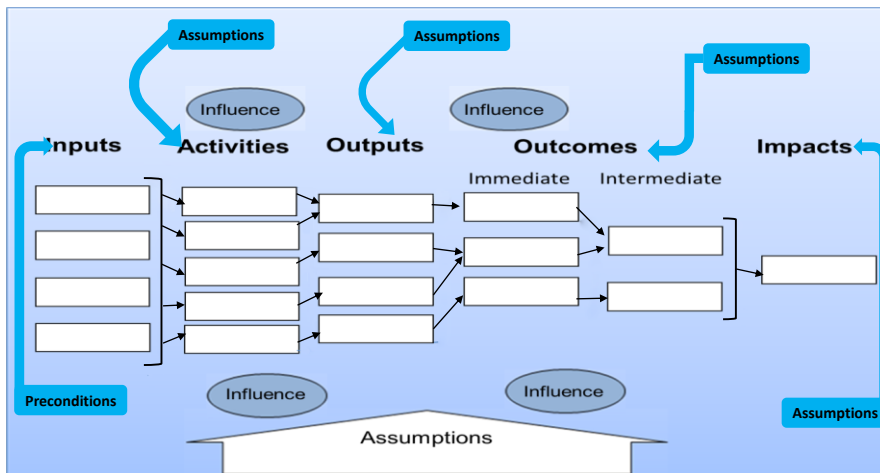 Assumptions
Assumptions
Assumptions
Influence
Influence
Inputs
Activities
Outputs
Outcomes
Impacts
Immediate
Intermediate
Preconditions
Influence
Influence
Assumptions
Assumptions